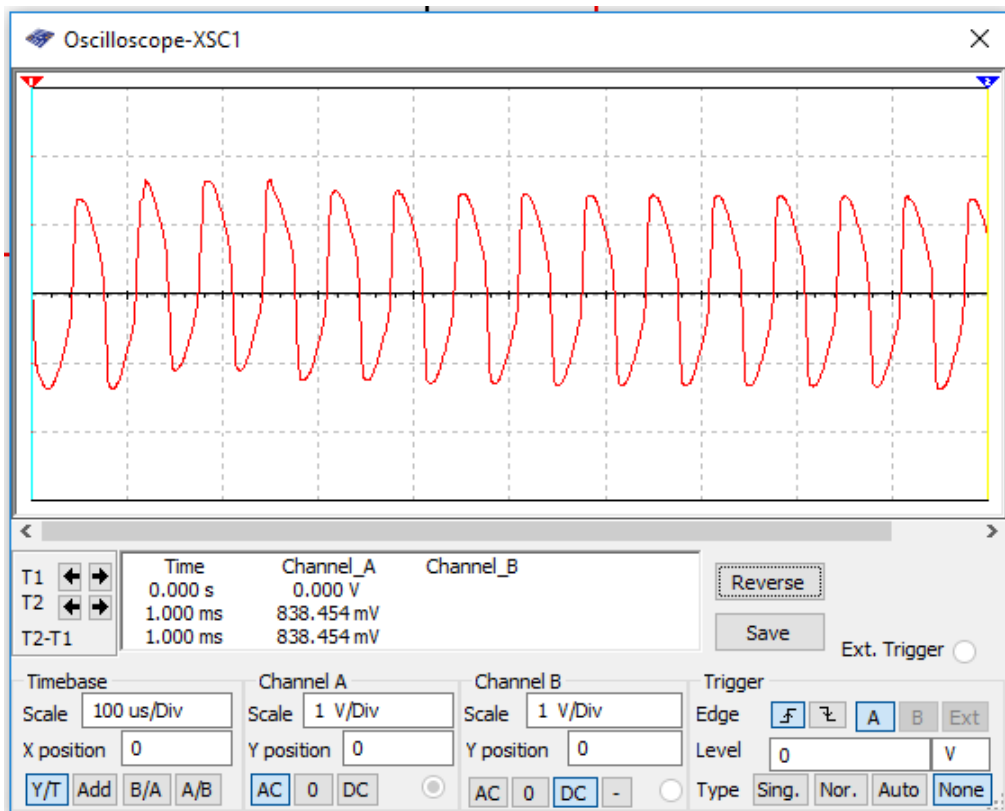 Oscilloscope-XSC1
1 2
Time Channel_A Channel_B
T1 0.000 s 0.000 V
T2 1.000 ms 838.454 mV
T2-T1 1.000 ms 838.454 mV
Reverse
Save
Ext. Trigger
Timebase
Scale 100 us/Div
X position 0
Y/T Add B/A A/B
Channel A
Scale 1 V/Div
Y position 0
AC 0 DC
Channel B
Scale 1 V/Div
Y position 0
AC 0 DC -
Trigger
Edge A B Ext
Level 0 V
Type Sing. Nor. Auto None